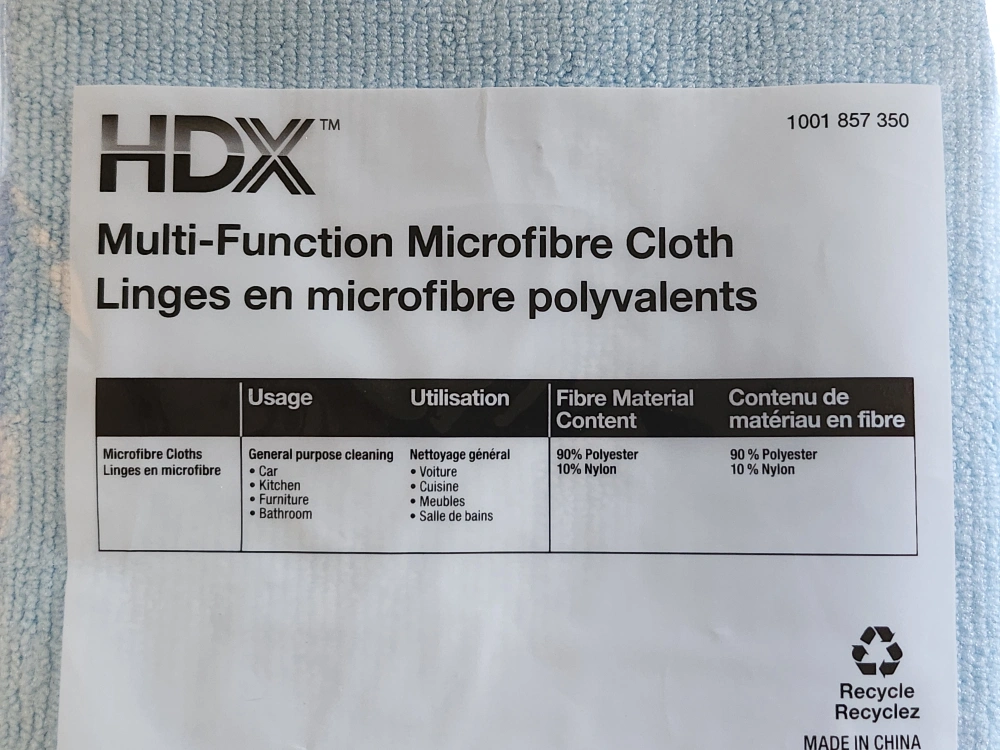 HDX™
1001 857 350
Multi-Function Microfibre Cloth
Linges en microfibre polyvalents
Usage
Utilisation
Fibre Material
Content
Contenu de
matériau en fibre
Microfibre Cloths
Linges en microfibre
General purpose cleaning
• Car
• Kitchen
• Furniture
• Bathroom
Nettoyage général
• Voiture
• Cuisine
• Meubles
• Salle de bains
90% Polyester
10% Nylon
90 % Polyester
10 % Nylon
Recycle
Recyclez
MADE IN CHINA